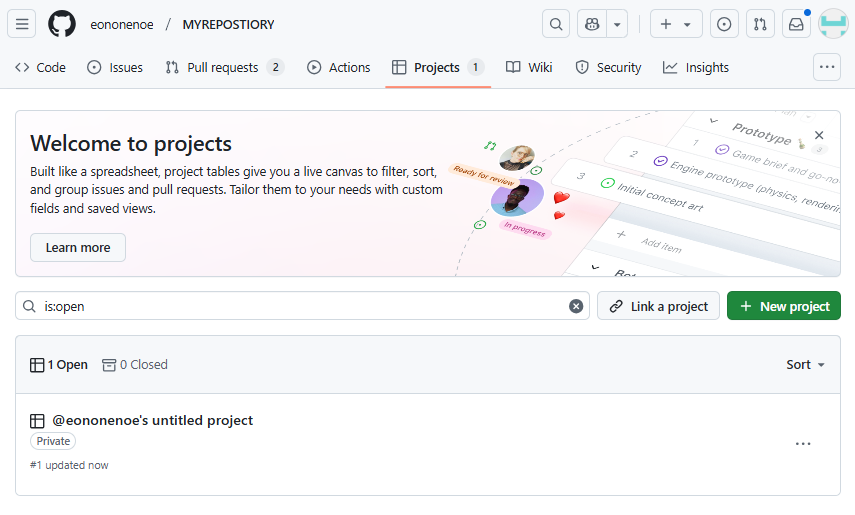 eononenoe / MYREPOSTIORY
Code Issues Pull requests 2 Actions Projects 1 Wiki Security Insights
Welcome to projects
Built like a spreadsheet, project tables give you a live canvas to filter, sort,
and group issues and pull requests. Tailor them to your needs with custom
fields and saved views.
Learn more
Ready for review
In progress
Prototype
1 Game brief and go-no
2 Engine prototype (physics, rendering
3 Initial concept art
+ Add item
is:open
Link a project
New project
1 Open 0 Closed
Sort
@eononenoe's untitled project
Private
#1 updated now